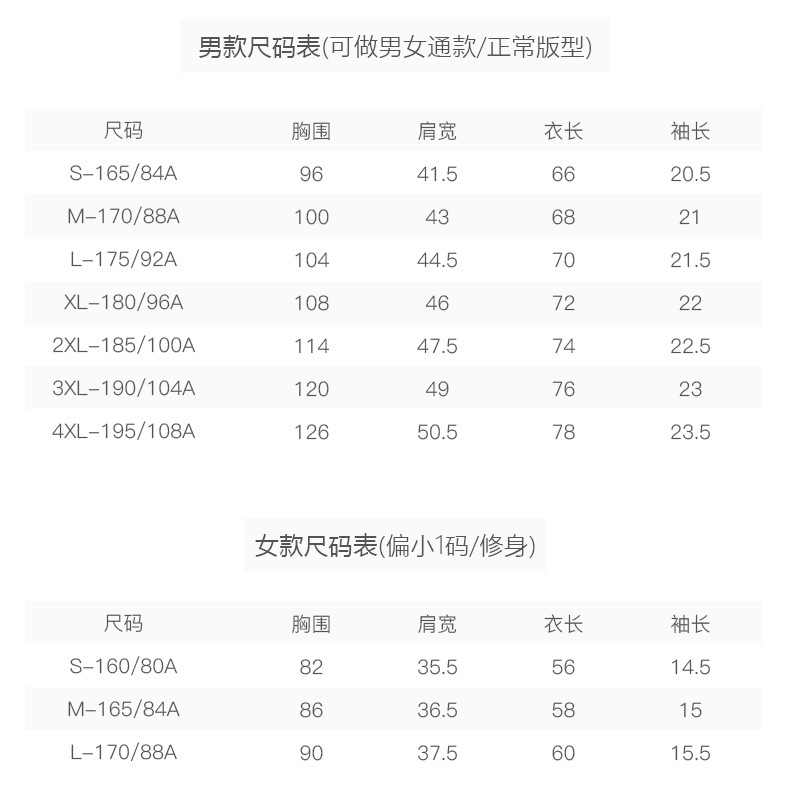 男款尺码表(可做男女通款/正常版型)
尺码 胸围 肩宽 衣长 袖长
S-165/84A 96 41.5 66 20.5
M-170/88A 100 43 68 21
L-175/92A 104 44.5 70 21.5
XL-180/96A 108 46 72 22
2XL-185/100A 114 47.5 74 22.5
3XL-190/104A 120 49 76 23
4XL-195/108A 126 50.5 78 23.5
女款尺码表(偏小1码/修身)
尺码 胸围 肩宽 衣长 袖长
S-160/80A 82 35.5 56 14.5
M-165/84A 86 36.5 58 15
L-170/88A 90 37.5 60 15.5